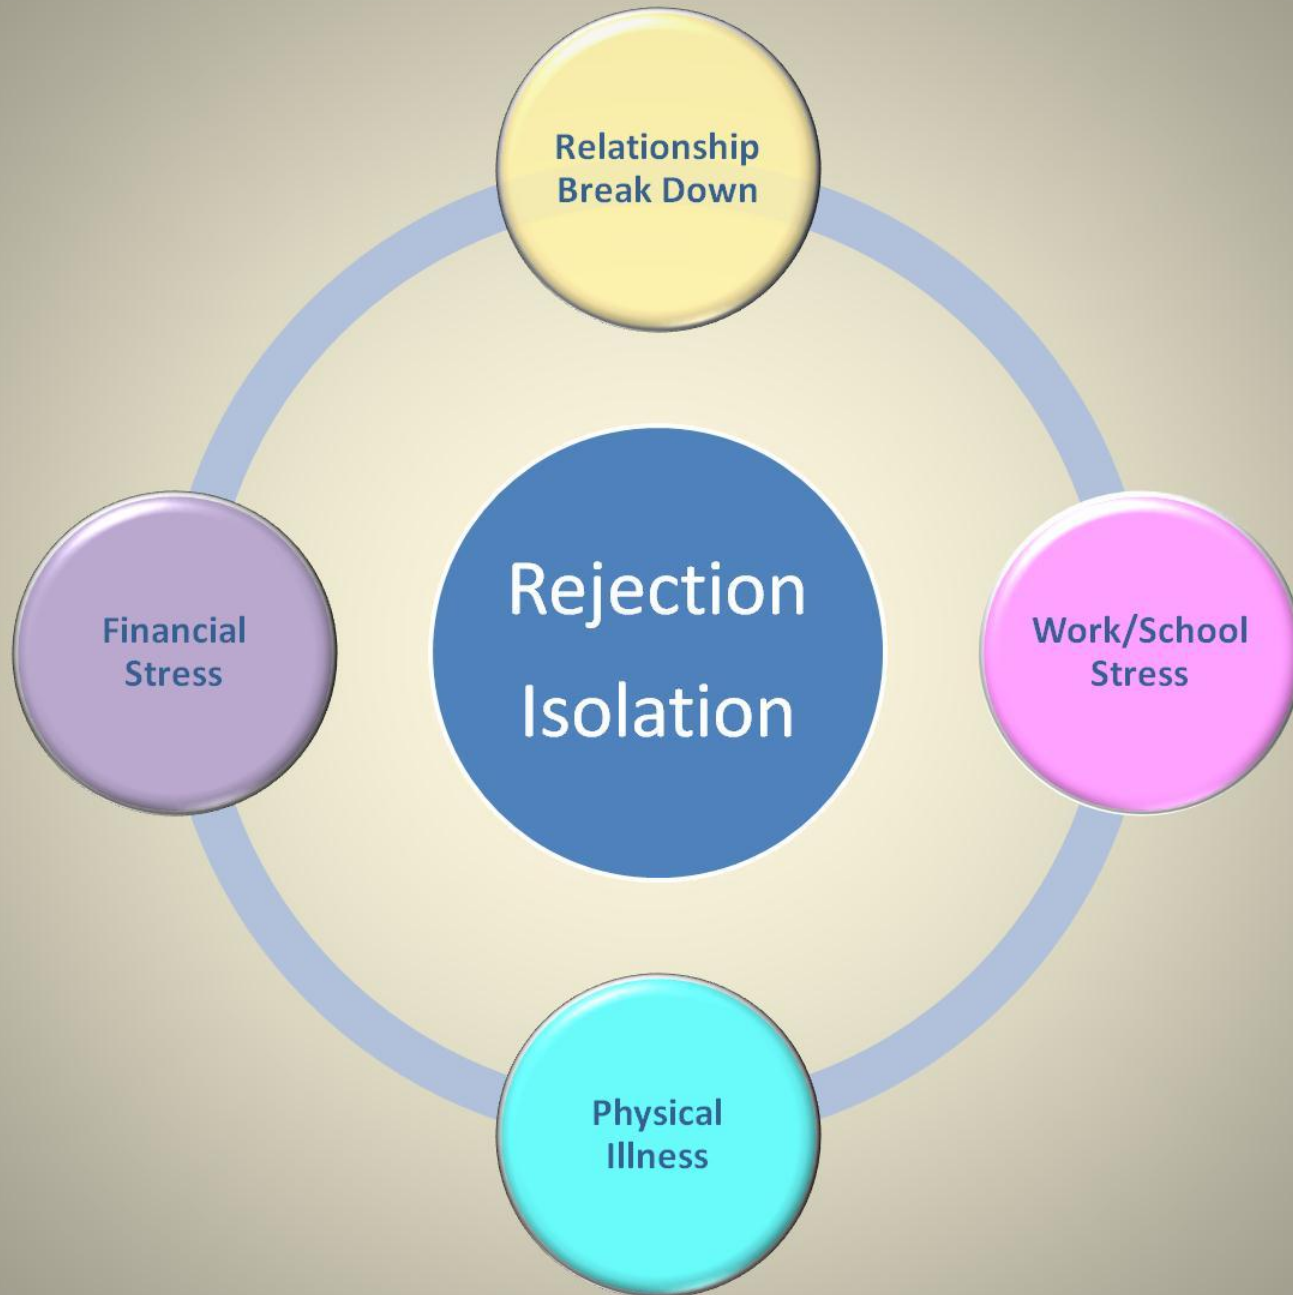 Relationship
Break Down
Financial
Stress
Rejection
Isolation
Work/School
Stress
Physical
Illness